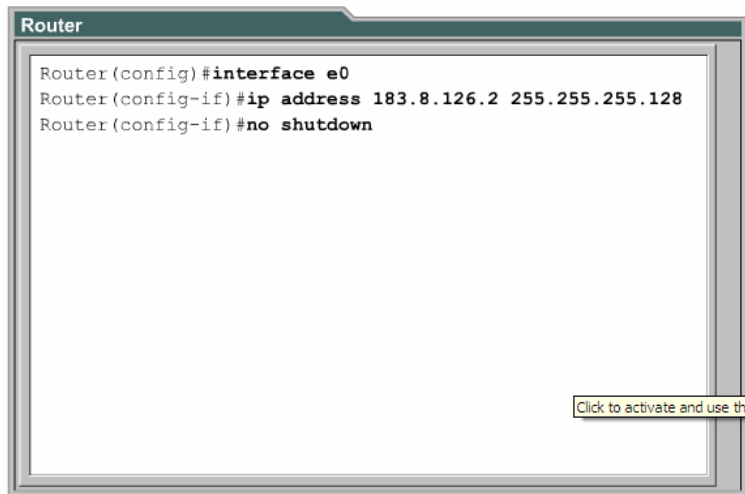 Router
Router(config)#interface e0
Router(config-if)#ip address 183.8.126.2 255.255.255.128
Router(config-if)#no shutdown
Click to activate and use th